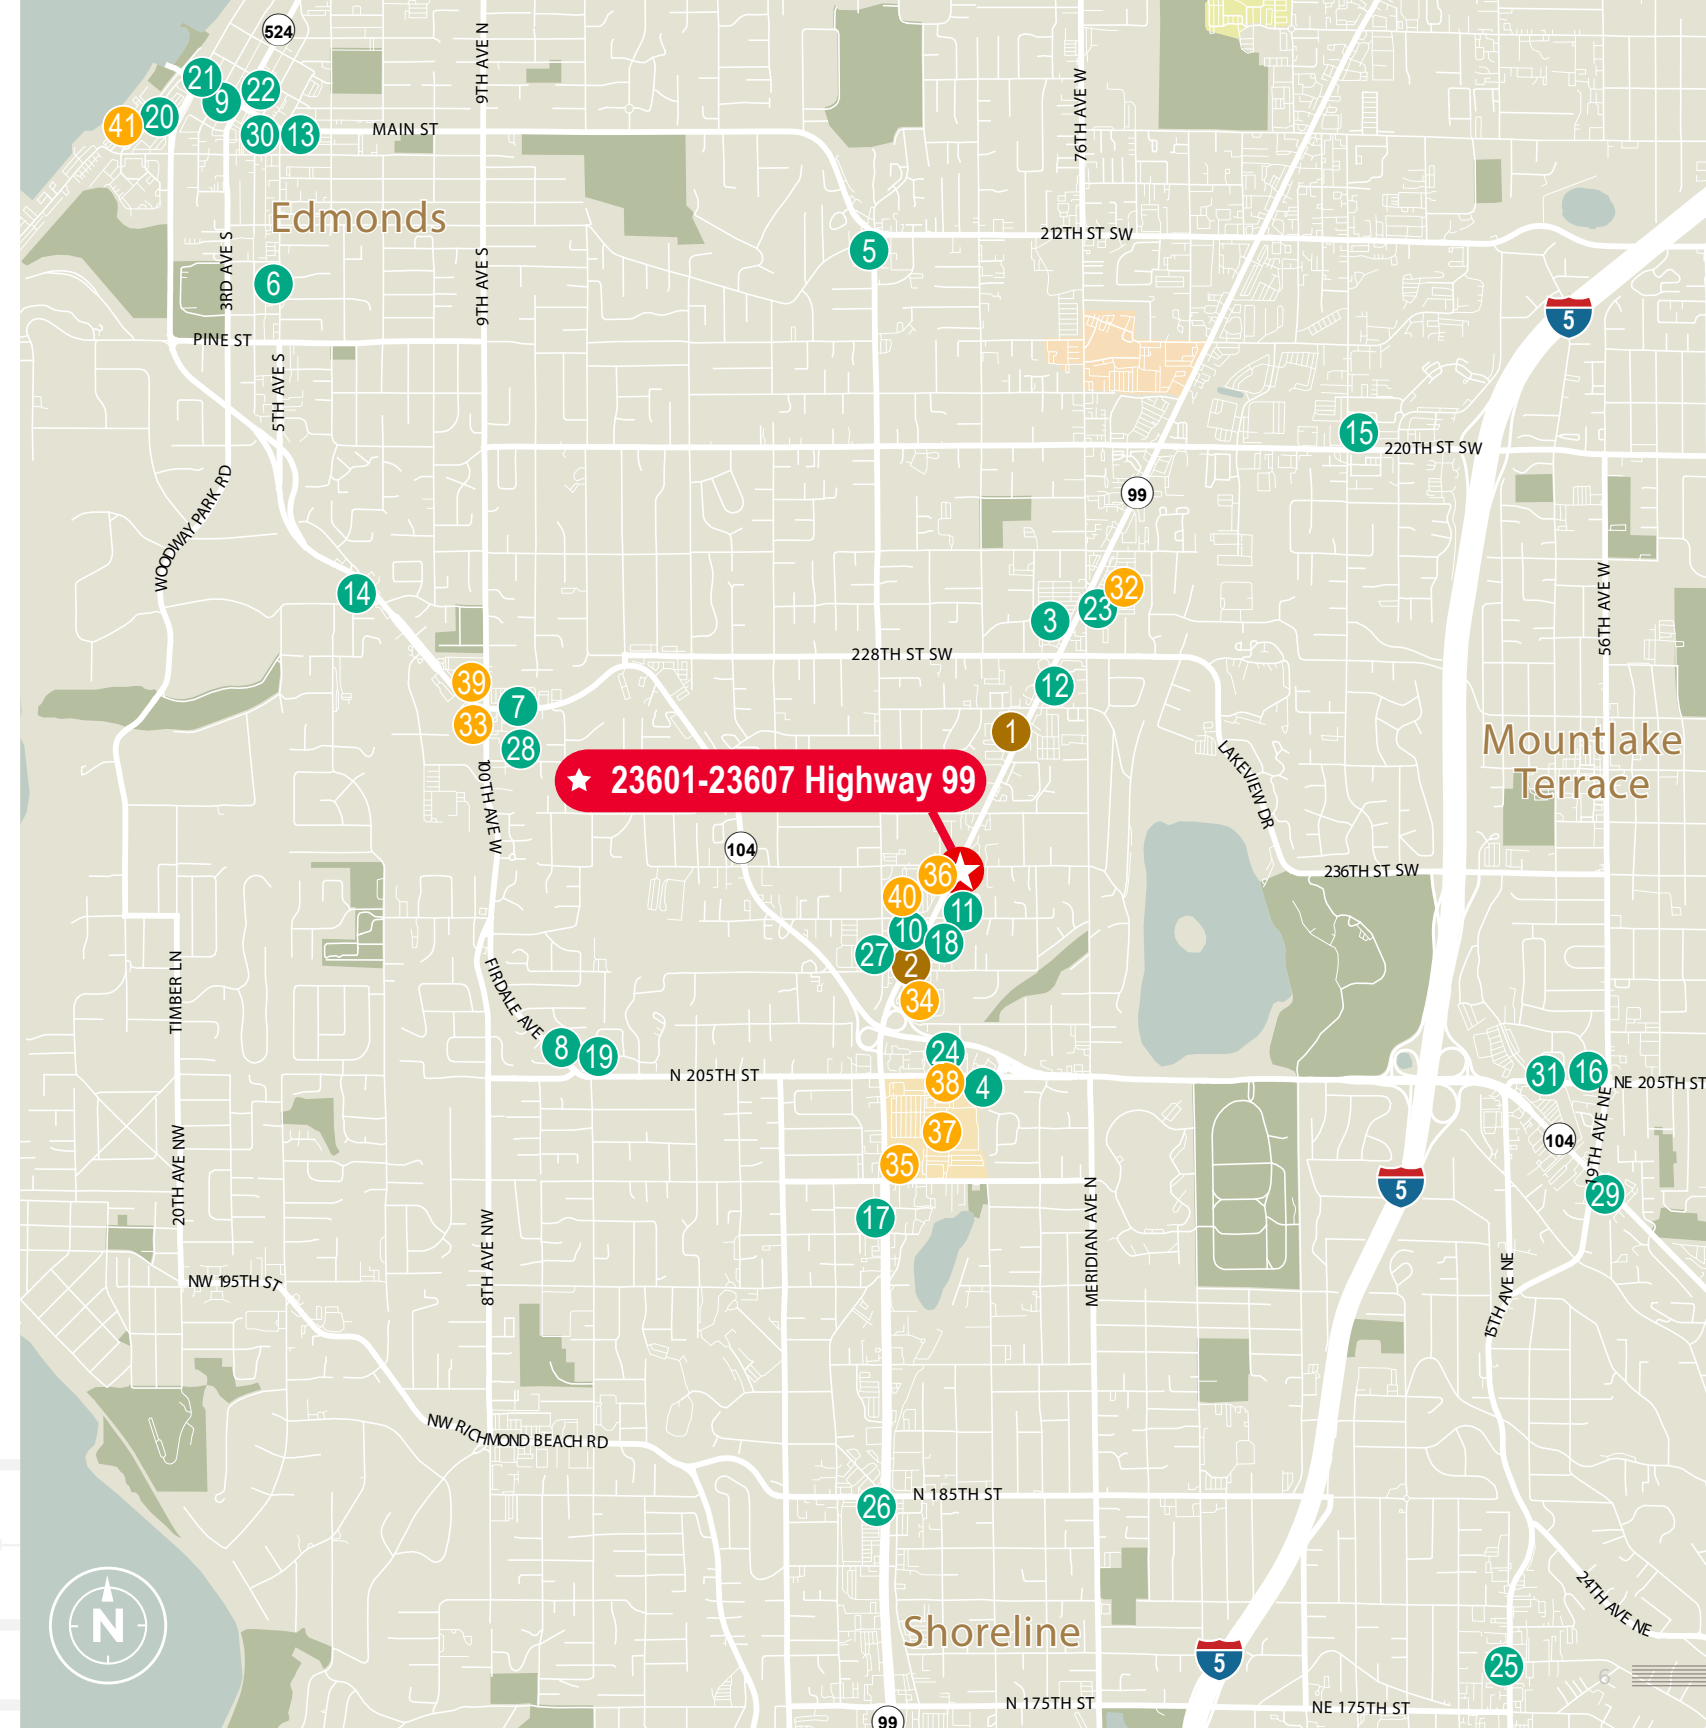 524
9TH AVE N
76TH AVE W
21
22
9
20
41
30
13
MAIN ST
Edmonds
3RD AVE S
9TH AVE S
5
212TH ST SW
6
5
PINE ST
5TH AVE S
15
220TH ST SW
WOODWAY PARK RD
99
14
32
23
3
56TH AVE W
228TH ST SW
39
12
7
33
1
28
Mountlake
Terrace
23601-23607 Highway 99
100TH AVE W
LAKEVIEW DR
104
36
236TH ST SW
40
11
10
18
27
2
34
TIMBER LN
FIRDALE AVE
8
19
24
N 205TH ST
38
4
31
16
NE 205TH ST
37
19TH AVE NE
104
35
20TH AVE NW
5
29
MERIDIAN AVE N
17
8TH AVE NW
NW 195TH ST
15TH AVE NE
NW RICHMOND BEACH RD
26
N 185TH ST
24TH AVE NE
N
Shoreline
5
25
6
N 175TH ST
NE 175TH ST
99